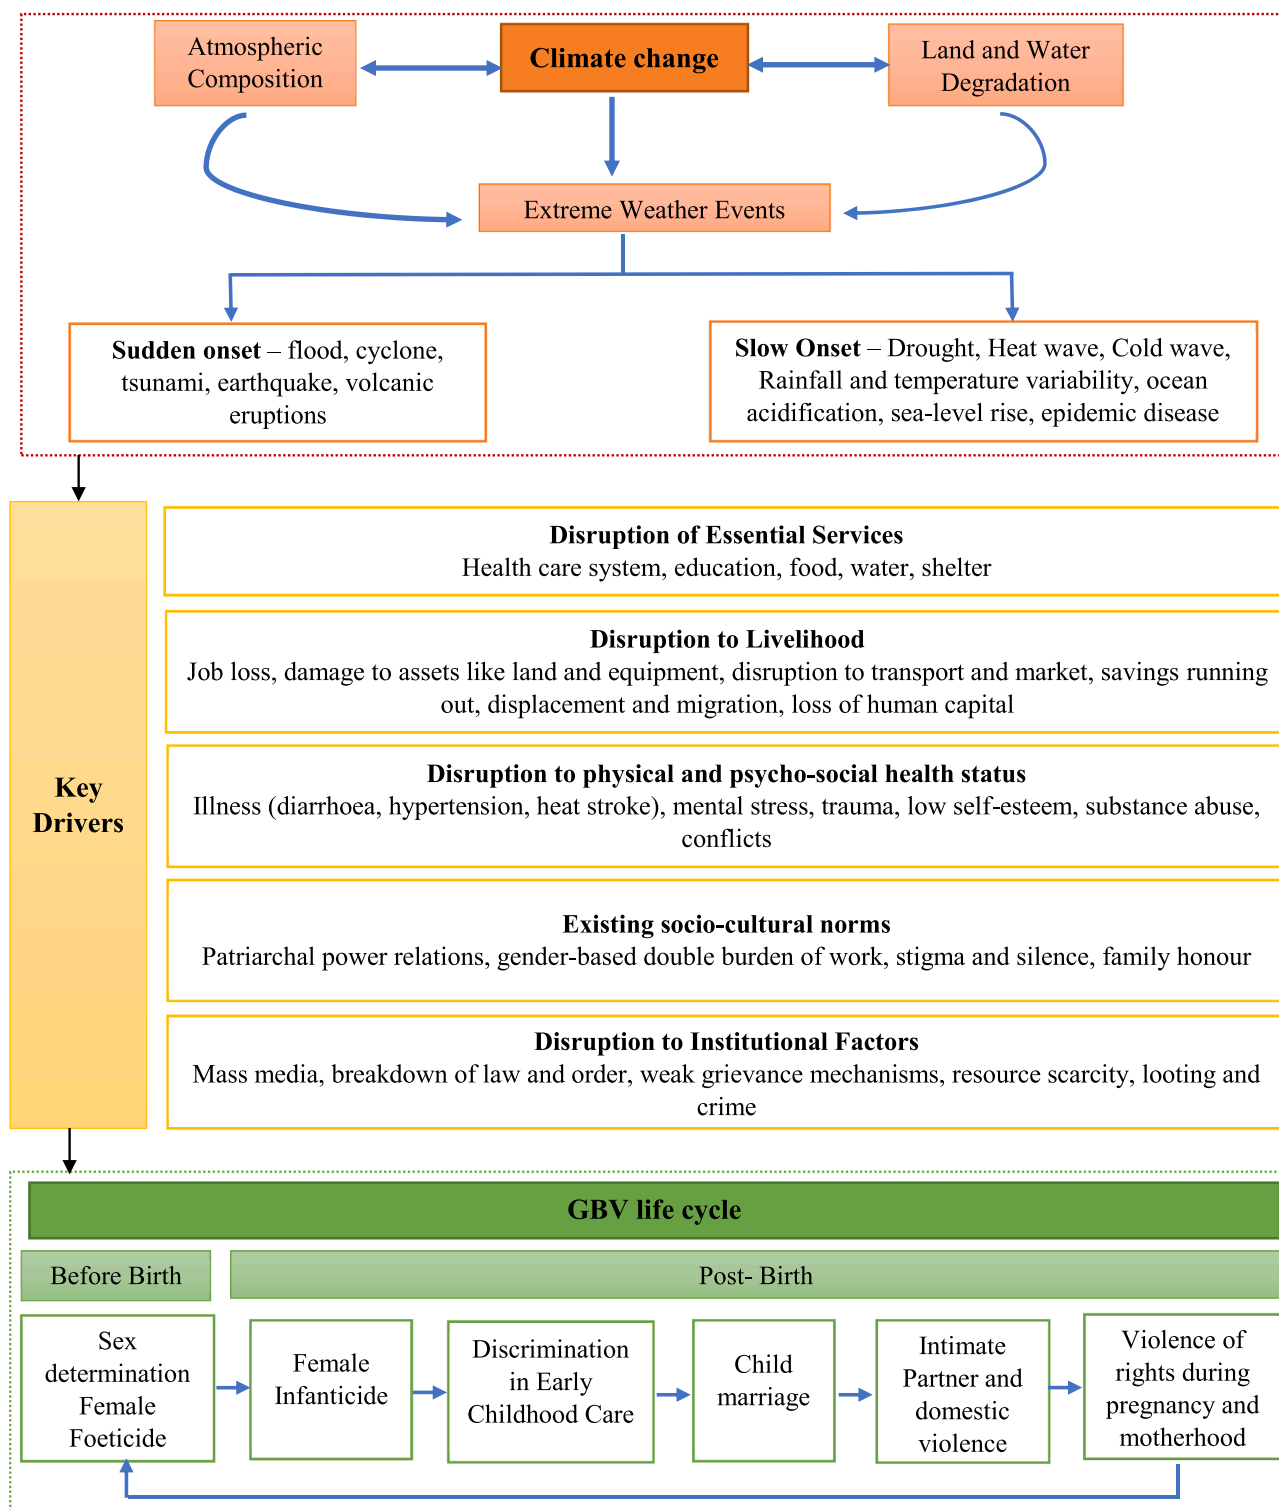 Atmospheric
Composition
Climate change
Land and Water
Degradation
Extreme Weather Events
Sudden onset – flood, cyclone,
tsunami, earthquake, volcanic
eruptions
Slow Onset – Drought, Heat wave, Cold wave,
Rainfall and temperature variability, ocean
acidification, sea-level rise, epidemic disease
Key
Drivers
Disruption of Essential Services
Health care system, education, food, water, shelter
Disruption to Livelihood
Job loss, damage to assets like land and equipment, disruption to transport and market, savings running
out, displacement and migration, loss of human capital
Disruption to physical and psycho-social health status
Illness (diarrhoea, hypertension, heat stroke), mental stress, trauma, low self-esteem, substance abuse,
conflicts
Existing socio-cultural norms
Patriarchal power relations, gender-based double burden of work, stigma and silence, family honour
Disruption to Institutional Factors
Mass media, breakdown of law and order, weak grievance mechanisms, resource scarcity, looting and
crime
GBV life cycle
Before Birth
Post- Birth
Sex
determination
Female
Foeticide
Female
Infanticide
Discrimination
in Early
Childhood Care
Child
marriage
Intimate
Partner and
domestic
violence
Violence of
rights during
pregnancy and
motherhood